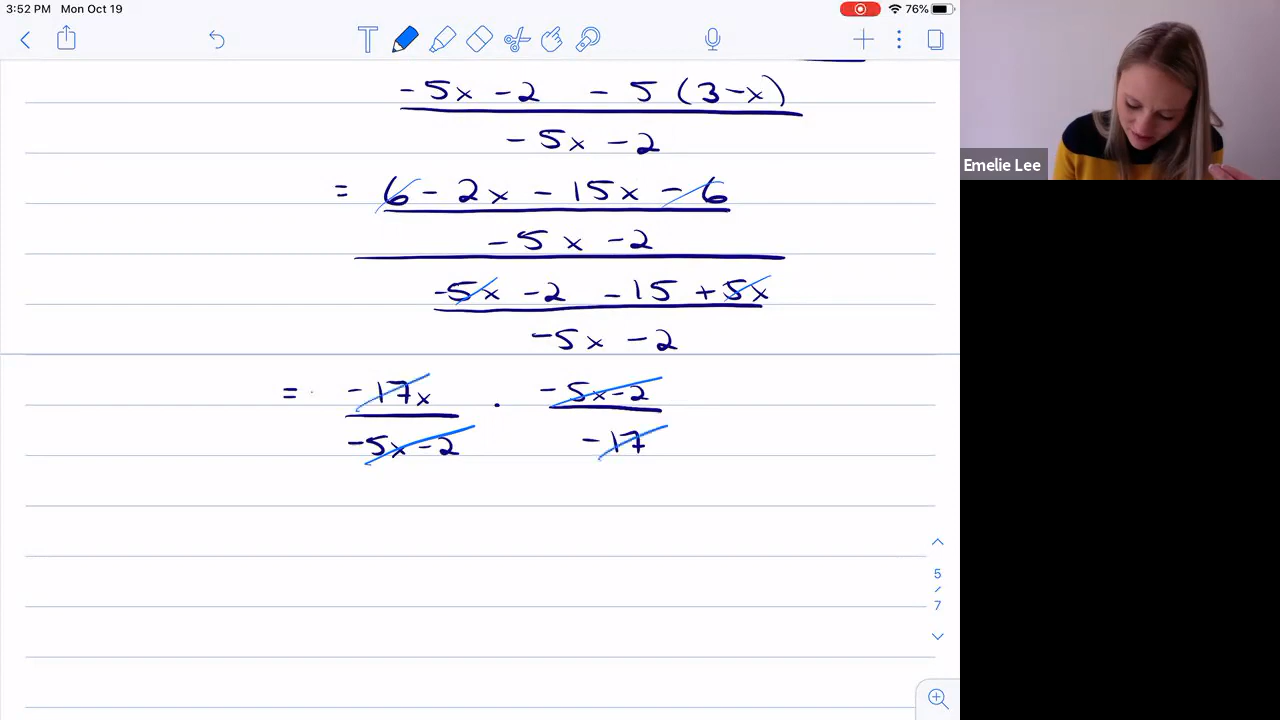 3:52 PM Mon Oct 19
76%
- 5x - 2 - 5 (3-x)
- 5x - 2
= 6 - 2x - 15x - 6
- 5x - 2
-5x - 2 - 15 + 5x
-5x - 2
= -17x · -5x-2
-5x - 2 -17
Emelie Lee
5
/
7